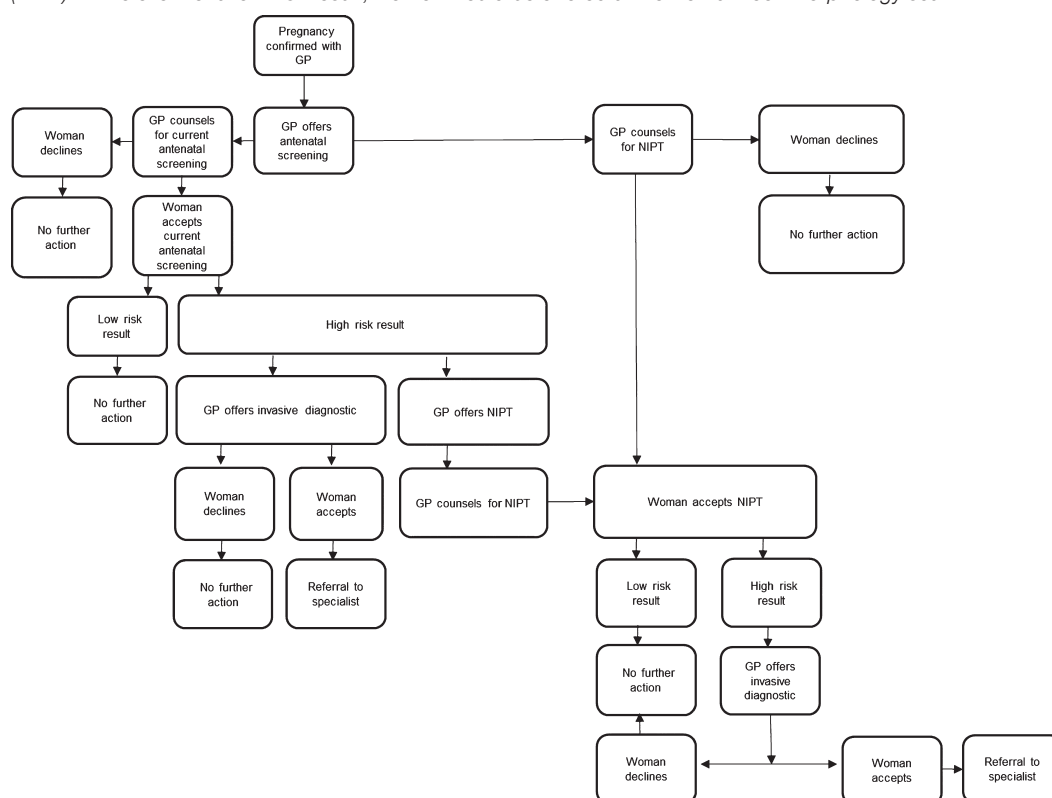 Pregnancy
confirmed with
GP
Woman
declines
GP counsels
for current
antenatal
screening
GP offers
antenatal
screening
GP counsels
for NIPT
Woman declines
No further
action
Woman
accepts
current
antenatal
screening
No further action
Low risk
result
High risk result
No further
action
GP offers invasive diagnostic
GP offers NIPT
Woman
declines
Woman
accepts
GP counsels for NIPT
Woman accepts NIPT
No further
action
Referral to
specialist
Low risk
result
High risk
result
No further
action
GP offers
invasive
diagnostic
Woman
declines
Woman
accepts
Referral to
specialist